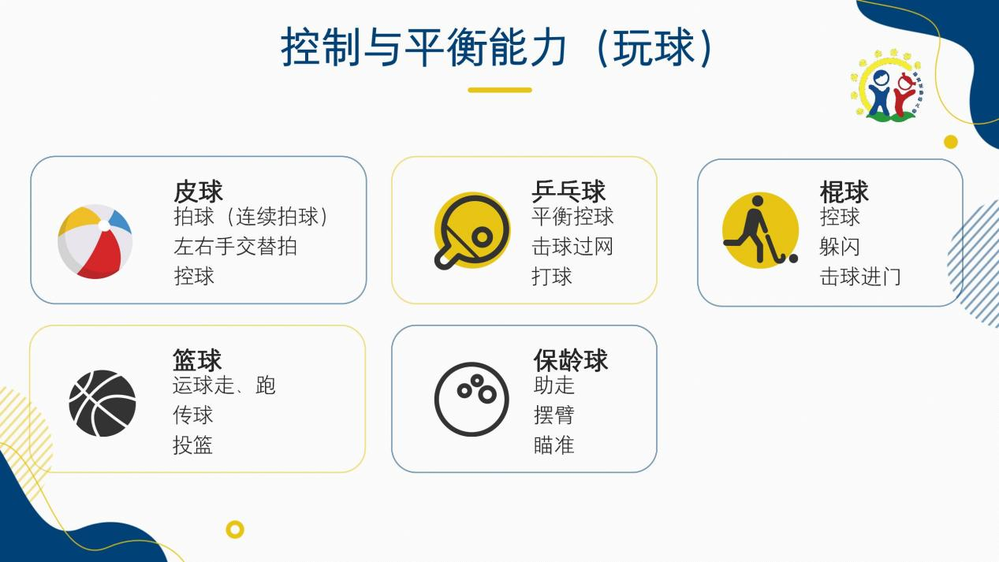 控制与平衡能力（玩球）
皮球
拍球（连续拍球）
左右手交替拍
控球
乒乓球
平衡控球
击球过网
打球
棍球
控球
躲闪
击球进门
篮球
运球走、跑
传球
投篮
保龄球
助走
摆臂
瞄准